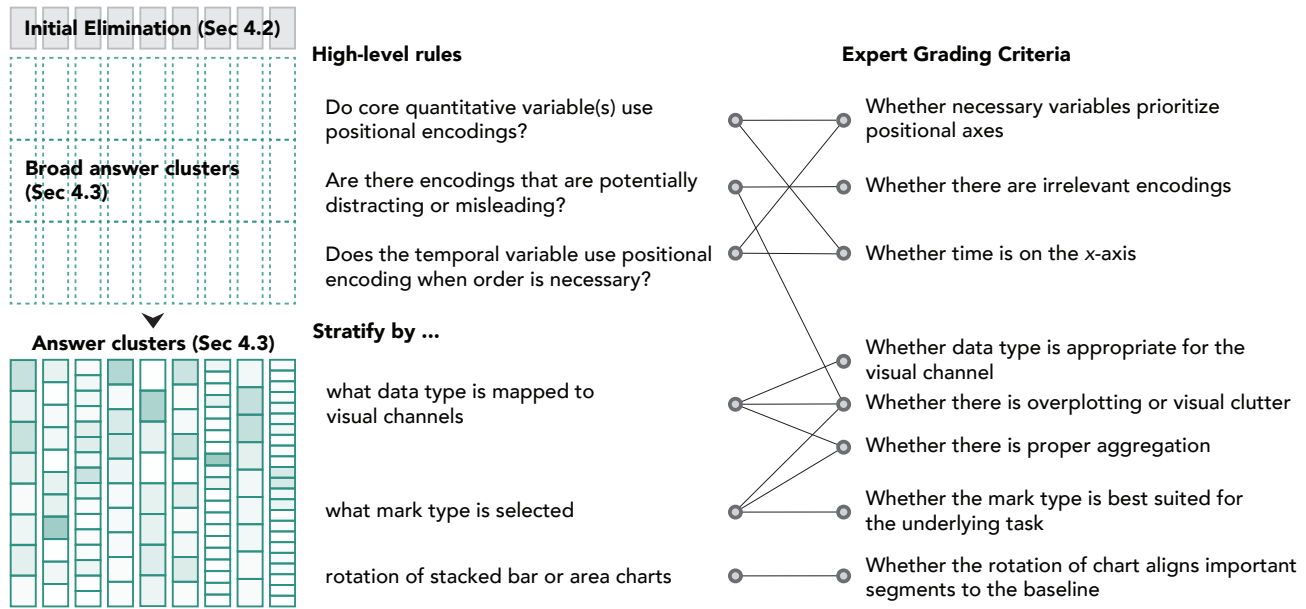 Initial Elimination (Sec 4.2)
Broad answer clusters
(Sec 4.3)
Answer clusters (Sec 4.3)
High-level rules
Do core quantitative variable(s) use
positional encodings?
Are there encodings that are potentially
distracting or misleading?
Does the temporal variable use positional
encoding when order is necessary?
Stratify by ...
what data type is mapped to
visual channels
what mark type is selected
rotation of stacked bar or area charts
Expert Grading Criteria
Whether necessary variables prioritize
positional axes
Whether there are irrelevant encodings
Whether time is on the x-axis
Whether data type is appropriate for the
visual channel
Whether there is overplotting or visual clutter
Whether there is proper aggregation
Whether the mark type is best suited for
the underlying task
Whether the rotation of chart aligns important
segments to the baseline